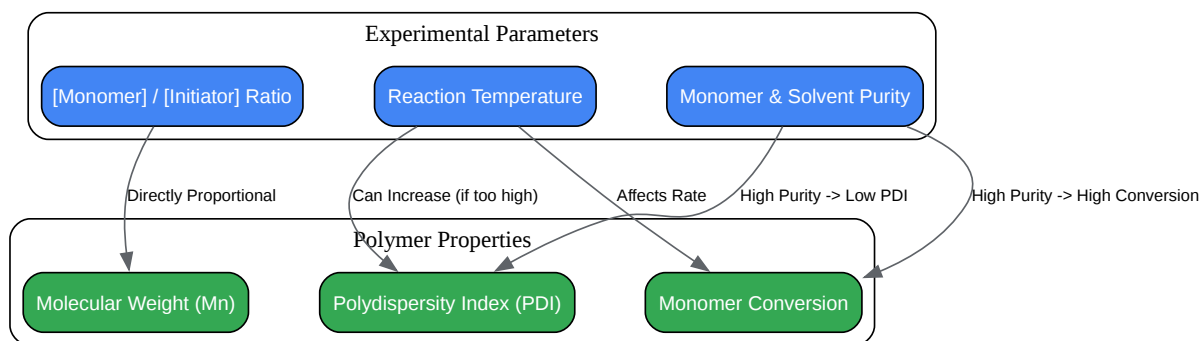 Experimental Parameters
[Monomer] / [Initiator] Ratio
Reaction Temperature
Monomer & Solvent Purity
Directly Proportional
Can Increase (if too high)
Affects Rate
High Purity -> Low PDI
High Purity -> High Conversion
Polymer Properties
Molecular Weight (Mn)
Polydispersity Index (PDI)
Monomer Conversion